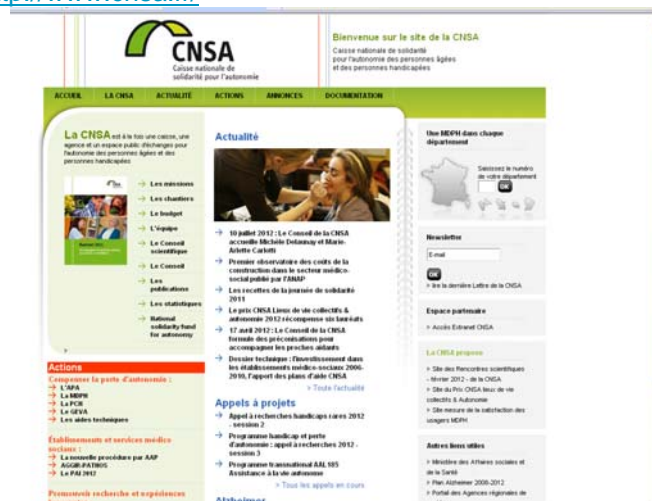 CNSA
Caisse nationale de
solidarité pour l'autonomie
Bienvenue sur le site de la CNSA
Caisse nationale de solidarité
pour l'autonomie des personnes âgées
et des personnes handicapées
ACCUEIL LA CNSA ACTUALITÉ ACTIONS ANNONCES DOCUMENTATION
La CNSA est à la fois une caisse, une
agence et un espace public d'échanges pour
l'autonomie des personnes âgées et des
personnes handicapées
Les missions
Les chantiers
Le budget
L'équipe
Le Conseil
scientifique
Le Conseil
Les
publications
Les statistiques
National
solidarity fund
for autonomy
Actions
Compenser la perte d'autonomie :
L'APA
La MDPH
La PCH
Le GEVA
Les aides techniques
Établissements et services médico
sociaux :
La nouvelle procédure par AAP
AGGIR-PATHOS
Le PAI 2012
Promouvoir recherche et expériences
Actualité
10 juillet 2012 : Le Conseil de la CNSA
accueille Michèle Delaunay et Marie-
Arlette Carlotti
Premier observatoire des coûts de la
construction dans le secteur médico-
social publié par l'ANAP
Les recettes de la journée de solidarité
2011
Le prix CNSA Lieux de vie collectifs &
autonomie 2012 récompense six lauréats
17 avril 2012 : Le Conseil de la CNSA
formule des préconisations pour
accompagner les proches aidants
Dossier technique : l'investissement dans
les établissements médico-sociaux 2006-
2010, l'apport des plans d'aide CNSA
> Toute l'actualité
Appels à projets
Appel à recherches handicaps rares 2012
- session 2
Programme handicap et perte
d'autonomie : appel à recherches 2012 -
session 3
Programme transnational AAL 185
Assistance à la vie autonome
> Tous les appels en cours
Alzheimer
Une MDPH dans chaque
département
Saisissez le numéro
de votre département
OK
Newsletter
E-mail
OK
> lire la dernière Lettre de la CNSA
Espace partenaire
> Accès Extranet CNSA
La CNSA propose
> Site des Rencontres scientifiques
- février 2012 - de la CNSA
> Site du Prix CNSA lieux de vie
collectifs & Autonomie
> Site mesure de la satisfaction des
usagers MDPH
Autres liens utiles
> Ministère des Affaires sociales et
de la Santé
> Plan Alzheimer 2008-2012
> Portail des Agences régionales de